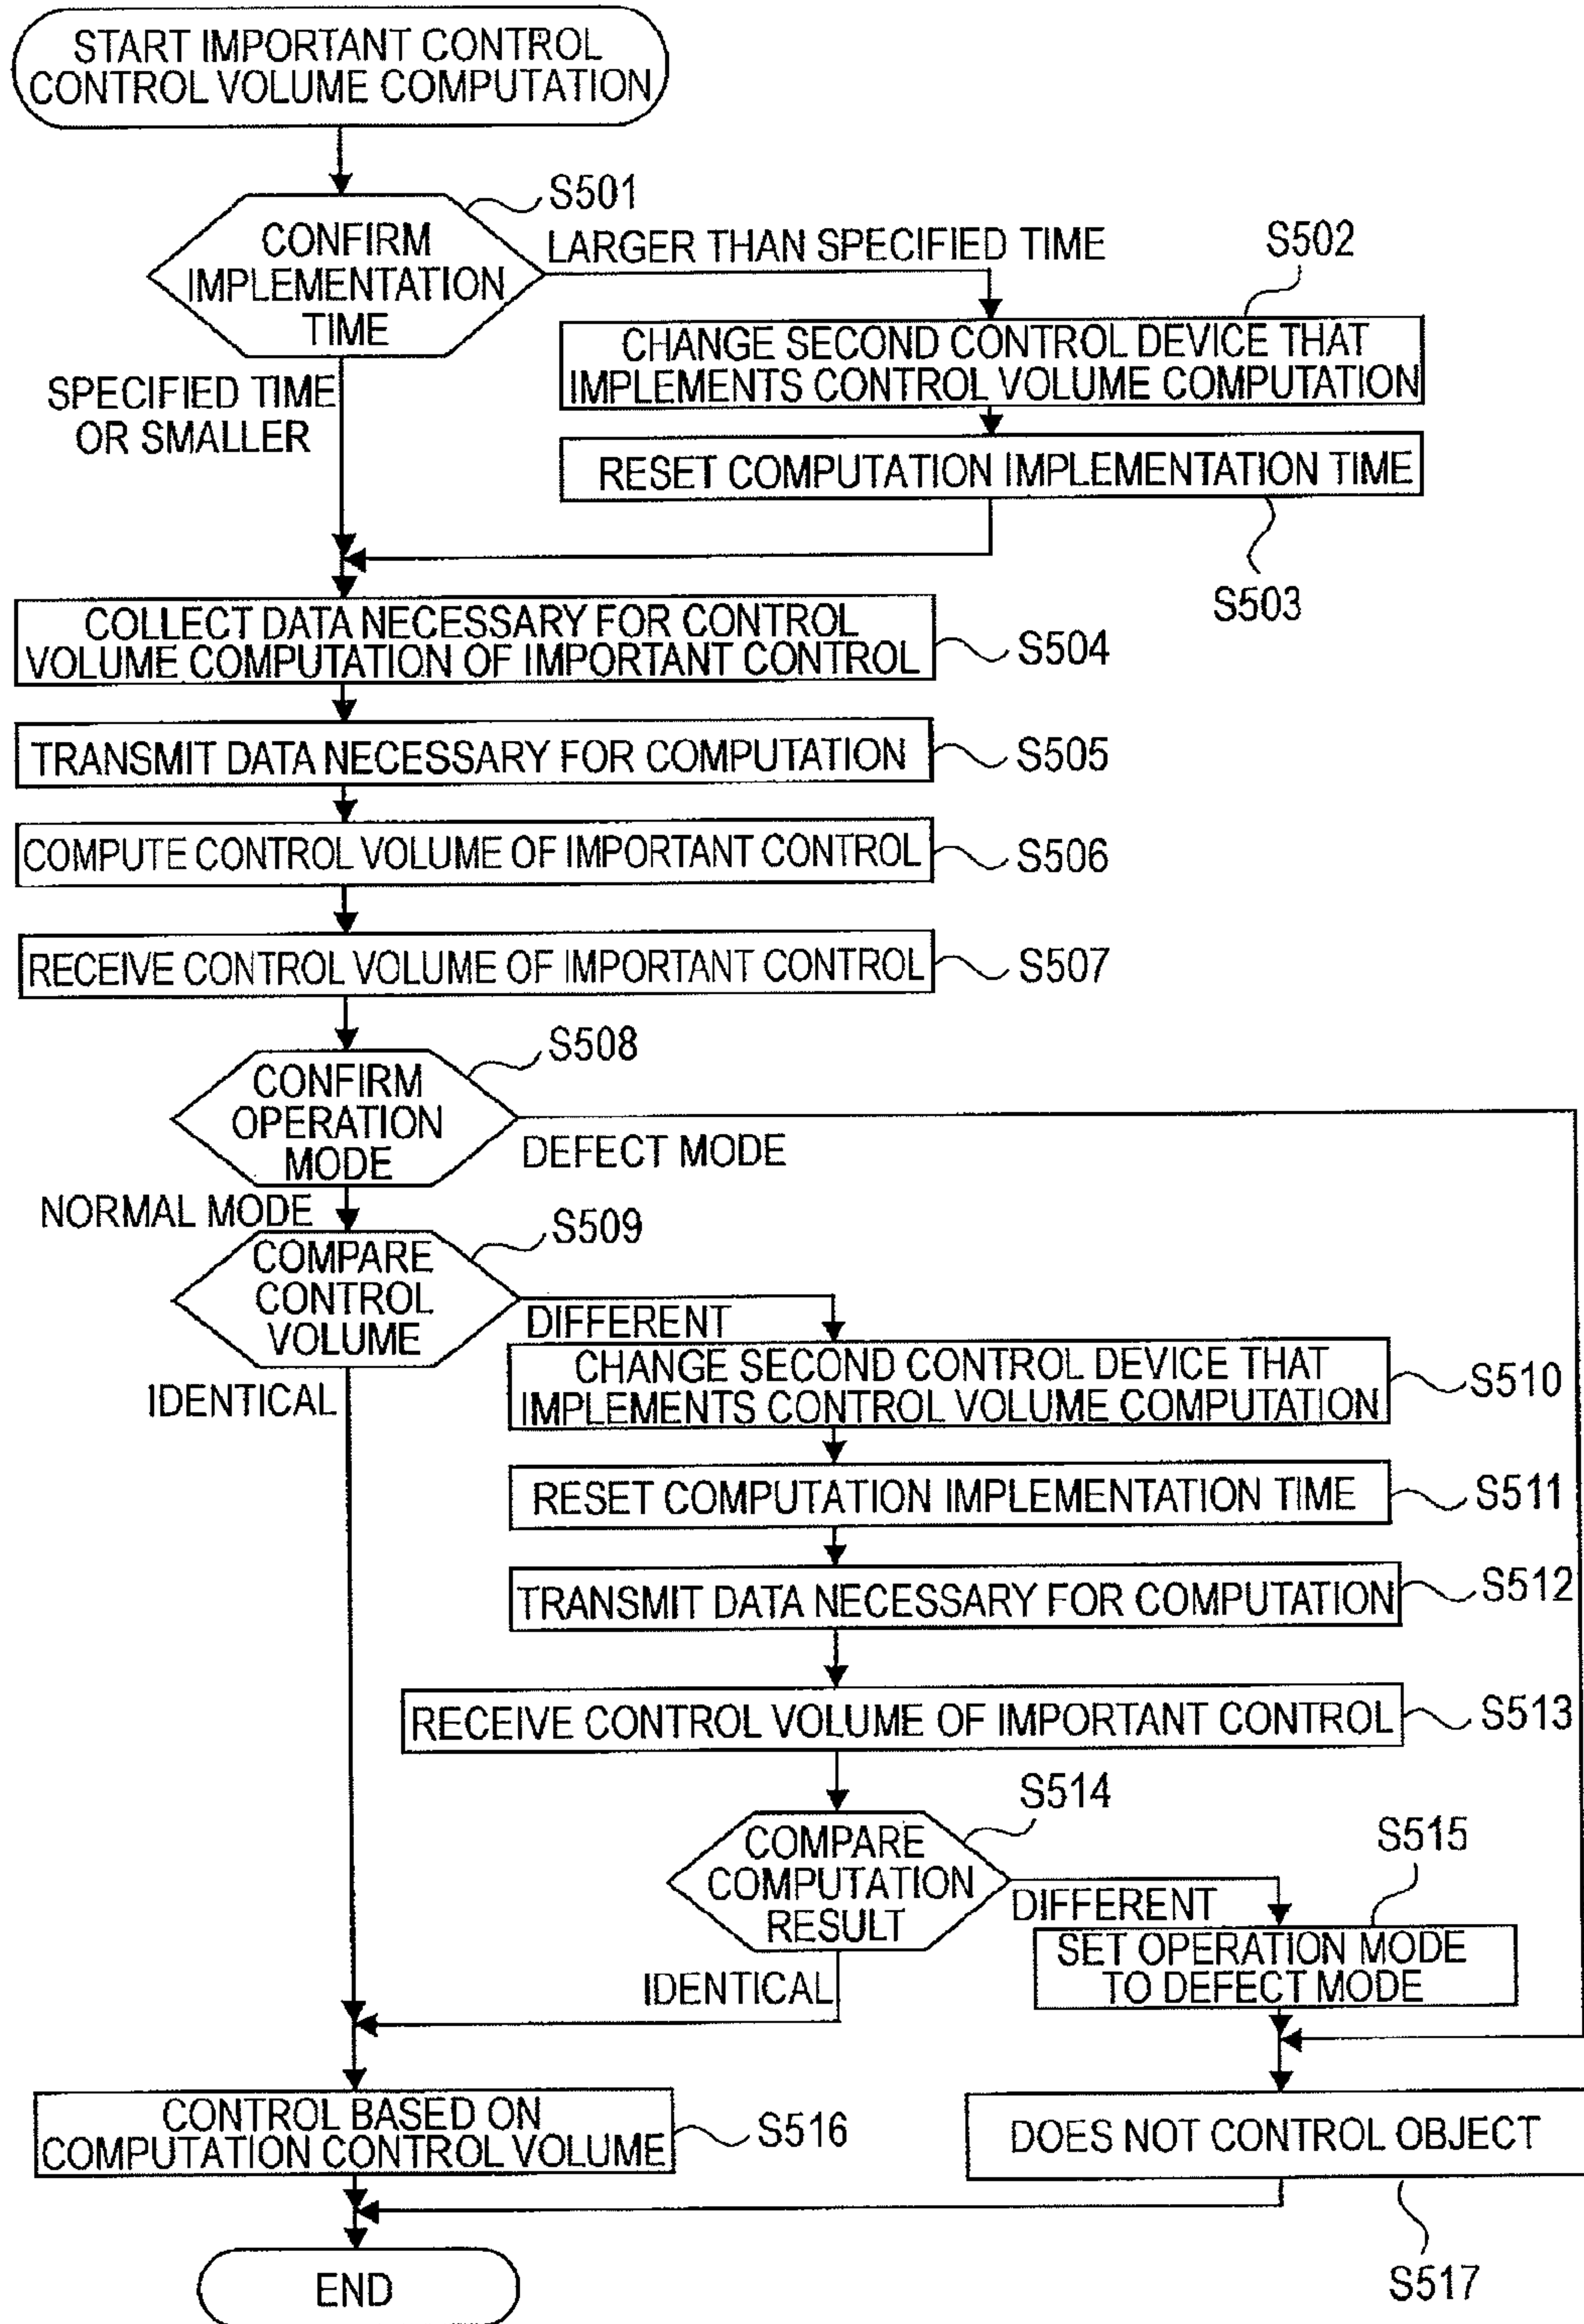 START IMPORTANT CONTROL
CONTROL VOLUME COMPUTATION
S501
CONFIRM
IMPLEMENTATION
TIME
LARGER THAN SPECIFIED TIME
S502
CHANGE SECOND CONTROL DEVICE THAT
IMPLEMENTS CONTROL VOLUME COMPUTATION
SPECIFIED TIME
OR SMALLER
RESET COMPUTATION IMPLEMENTATION TIME
S503
COLLECT DATA NECESSARY FOR CONTROL
VOLUME COMPUTATION OF IMPORTANT CONTROL
S504
TRANSMIT DATA NECESSARY FOR COMPUTATION
S505
COMPUTE CONTROL VOLUME OF IMPORTANT CONTROL
S506
RECEIVE CONTROL VOLUME OF IMPORTANT CONTROL
S507
S508
CONFIRM
OPERATION
MODE
DEFECT MODE
NORMAL MODE
S509
COMPARE
CONTROL
VOLUME
DIFFERENT
IDENTICAL
CHANGE SECOND CONTROL DEVICE THAT
IMPLEMENTS CONTROL VOLUME COMPUTATION
S510
RESET COMPUTATION IMPLEMENTATION TIME
S511
TRANSMIT DATA NECESSARY FOR COMPUTATION
S512
RECEIVE CONTROL VOLUME OF IMPORTANT CONTROL
S513
S514
COMPARE
COMPUTATION
RESULT
DIFFERENT
S515
SET OPERATION MODE
TO DEFECT MODE
IDENTICAL
CONTROL BASED ON
COMPUTATION CONTROL VOLUME
S516
DOES NOT CONTROL OBJECT
S517
END